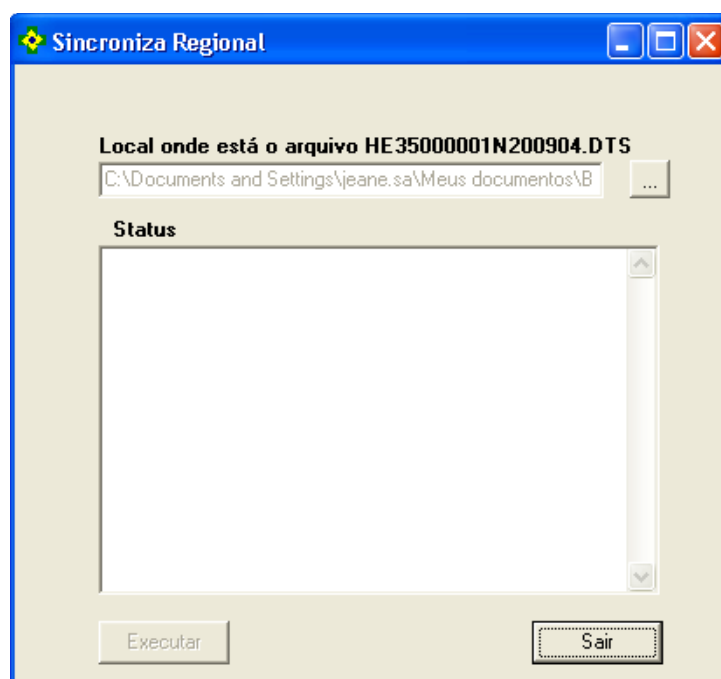 Sincroniza Regional
Local onde está o arquivo HE35000001N200904.DTS
C:\Documents and Settings\jeane.sa\Meus documentos\B
...
Status
Executar
Sair